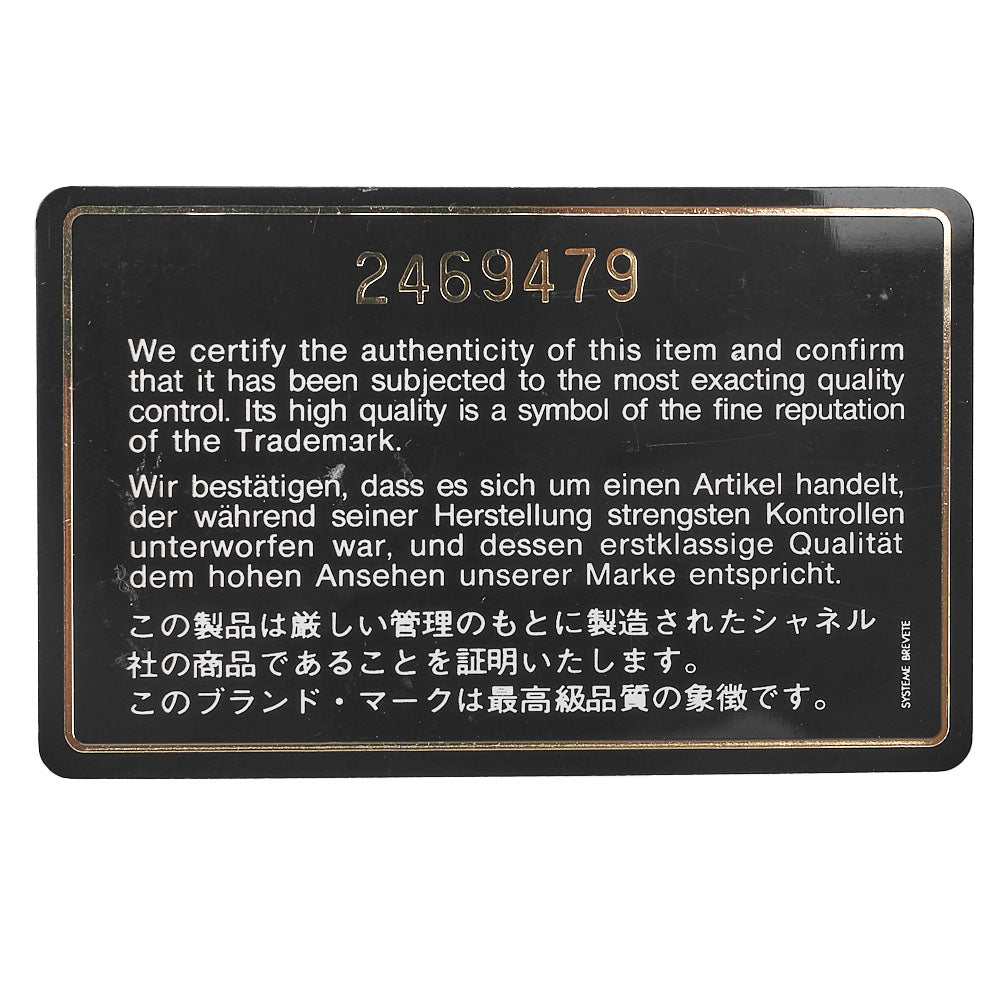 2469479
We certify the authenticity of this item and confirm
that it has been subjected to the most exacting quality
control. Its high quality is a symbol of the fine reputation
of the Trademark.
Wir bestätigen, dass es sich um einen Artikel handelt,
der während seiner Herstellung strengsten Kontrollen
unterworfen war, und dessen erstklassige Qualität
dem hohen Ansehen unserer Marke entspricht.
この製品は厳しい管理のもとに製造されたシャネル
社の商品であることを証明いたします。
このブランド・マークは最高級品質の象徴です。
SYSTEME BREVETE